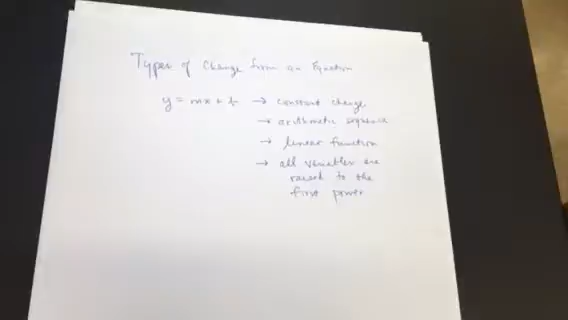 Types of Change from an Equation
y = mx + b → constant change
→ arithmetic sequence
→ linear function
→ all variables are
raised to the
first power